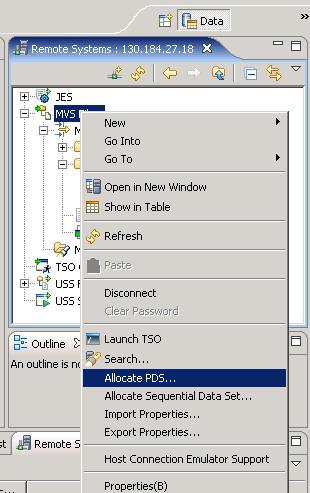 Data
Remote Systems : 130.184.27.18
JES
MVS
M
New
Go Into
Go To
Open in New Window
Show in Table
Refresh
M
Paste
TSO
USS F
Disconnect
USS S
Clear Password
Launch TSO
Outline
Search...
An outline is no
Allocate PDS...
Allocate Sequential Data Set...
Import Properties...
Export Properties...
st
Remote S
Host Connection Emulator Support
Properties(B)